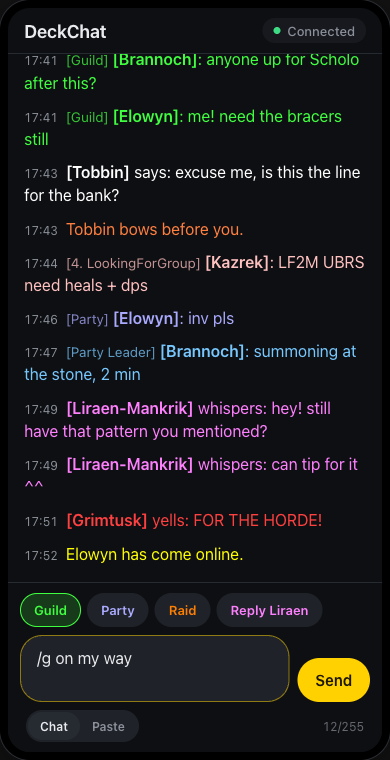 DeckChat
Connected
17:41 [Guild] [Brannoch]: anyone up for Scholo
after this?
17:41 [Guild] [Elowyn]: me! need the bracers
still
17:43 [Tobbin] says: excuse me, is this the line
for the bank?
17:43 Tobbin bows before you.
17:44 [4. LookingForGroup] [Kazrek]: LF2M UBRS
need heals + dps
17:46 [Party] [Elowyn]: inv pls
17:47 [Party Leader] [Brannoch]: summoning at
the stone, 2 min
17:49 [Liraen-Mankrik] whispers: hey! still
have that pattern you mentioned?
17:49 [Liraen-Mankrik] whispers: can tip for it
^^
17:51 [Grimtusk] yells: FOR THE HORDE!
17:52 Elowyn has come online.
Guild Party Raid Reply Liraen
/g on my way
Send
Chat Paste 12/255